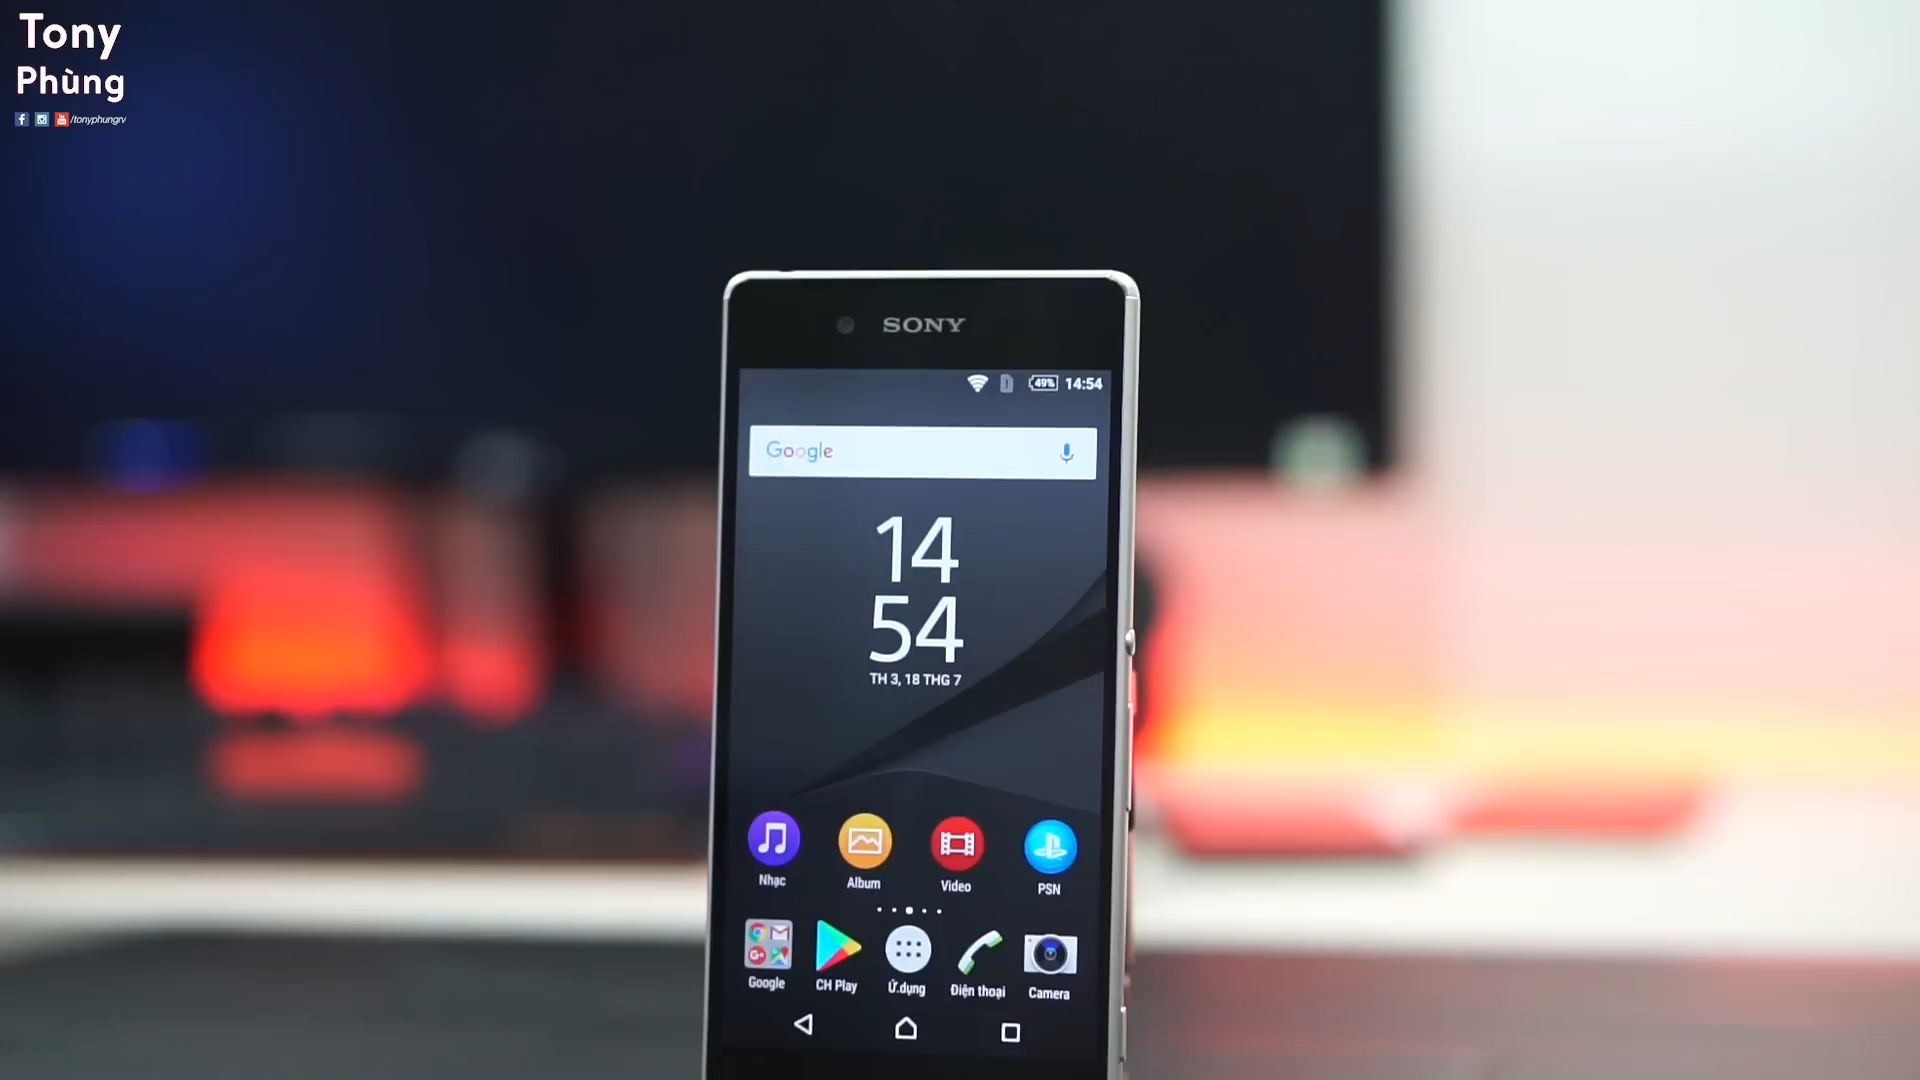 Tony
Phùng
/tonyphungrv
SONY
49% 14:54
Google
14
54
TH 3, 18 THG 7
Nhạc Album Video PSN
Google CH Play Ứ.dụng Điện thoại Camera